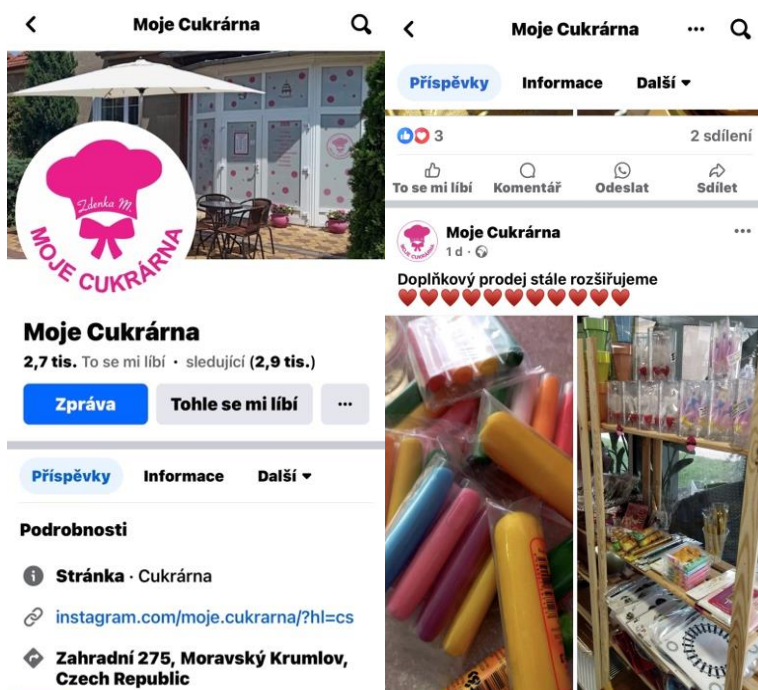 Moje Cukrárna
Zdenka M.
MOJE CUKRÁRNA
Moje Cukrárna
2,7 tis. To se mi líbí • sledující (2,9 tis.)
Zpráva
Tohle se mi líbí
Příspěvky Informace Další
Podrobnosti
Stránka · Cukrárna
instagram.com/moje.cukrarna/?hl=cs
Zahradní 275, Moravský Krumlov,
Czech Republic
Moje Cukrárna
Příspěvky Informace Další
3 2 sdílení
To se mi líbí Komentář Odeslat Sdílet
MOJE CUKRÁRNA
Moje Cukrárna
1 d ·
Doplňkový prodej stále rozšiřujeme